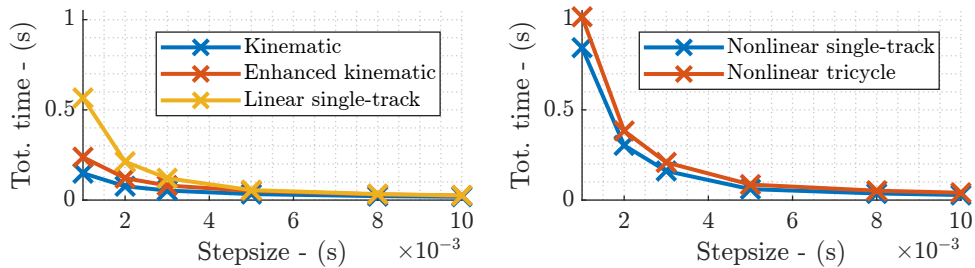 1
0.5
0
Tot. time - (s)
Kinematic
Enhanced kinematic
Linear single-track
2 4 6 8 10
Stepsize - (s)
×10⁻³
1
0.5
0
Tot. time - (s)
Nonlinear single-track
Nonlinear tricycle
2 4 6 8 10
Stepsize - (s)
×10⁻³